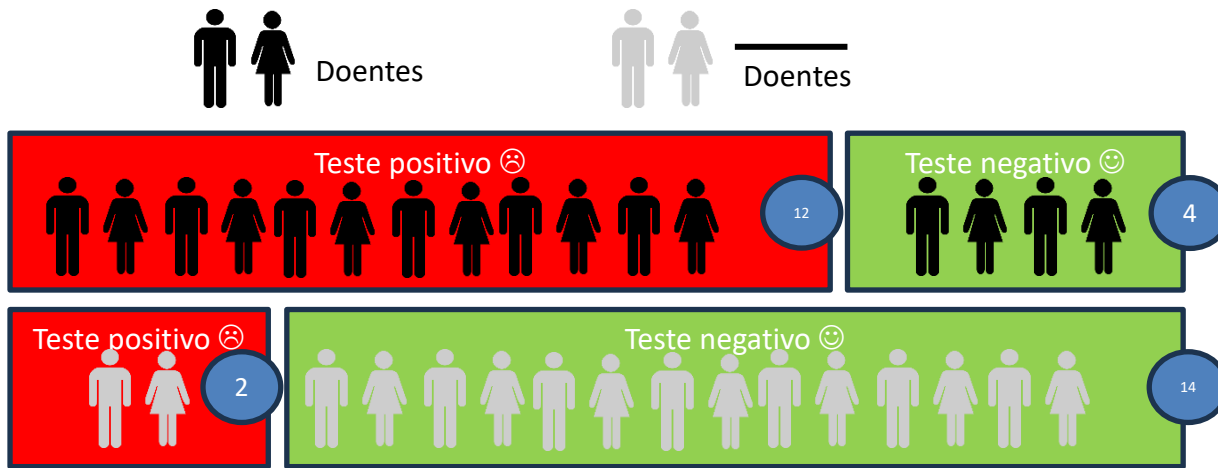 Doentes
Doentes
Teste positivo ☹
12
Teste negativo ☺
4
Teste positivo ☹
2
Teste negativo ☺
14